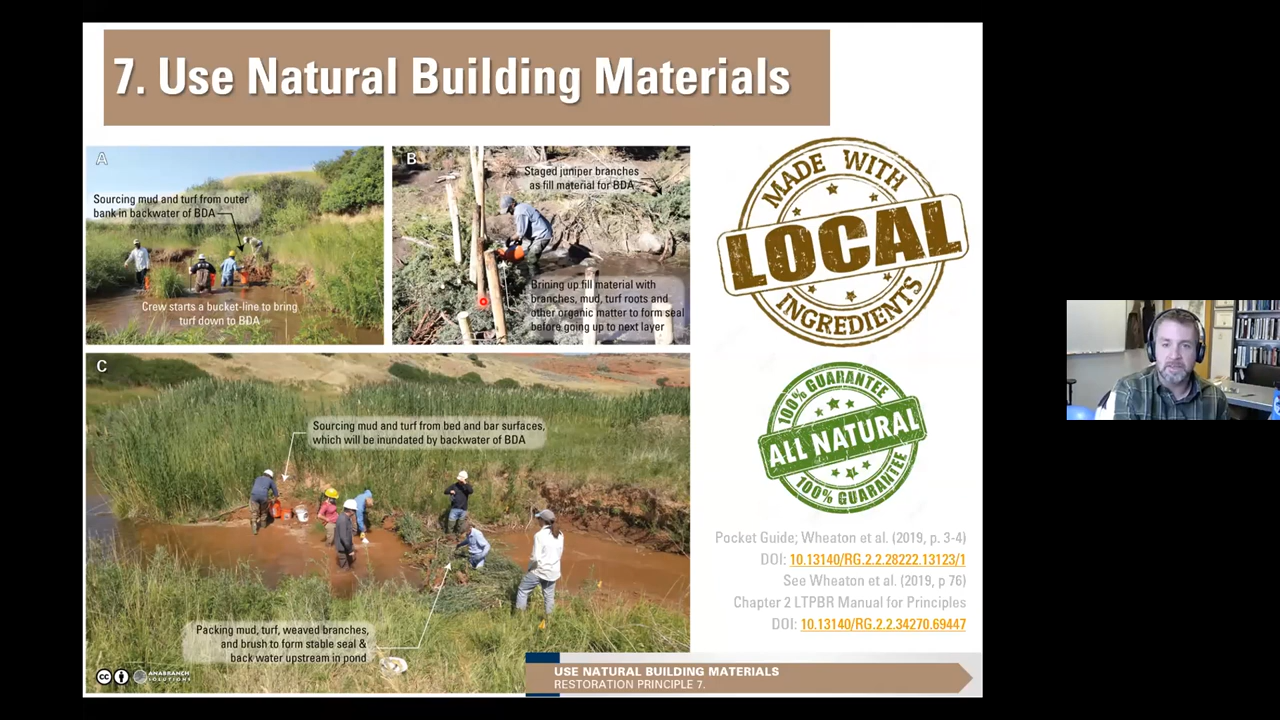 7. Use Natural Building Materials
A
Sourcing mud and turf from outer
bank in backwater of BDA
Crew starts a bucket-line to bring
turf down to BDA
B
Staged juniper branches
as fill material for BDA
Brining up fill material with
branches, mud, turf roots and
other organic matter to form seal
before going up to next layer
MADE WITH
LOCAL
INGREDIENTS
C
Sourcing mud and turf from bed and bar surfaces,
which will be inundated by backwater of BDA
Packing mud, turf, weaved branches,
and brush to form stable seal &
back water upstream in pond
cc
ANABRANCH
SOLUTIONS
100% GUARANTEE
ALL NATURAL
100% GUARANTEE
Pocket Guide; Wheaton et al. (2019, p. 3-4)
DOI: 10.13140/RG.2.2.28222.13123/1
See Wheaton et al. (2019, p 76)
Chapter 2 LTPBR Manual for Principles
DOI: 10.13140/RG.2.2.34270.69447
USE NATURAL BUILDING MATERIALS
RESTORATION PRINCIPLE 7.